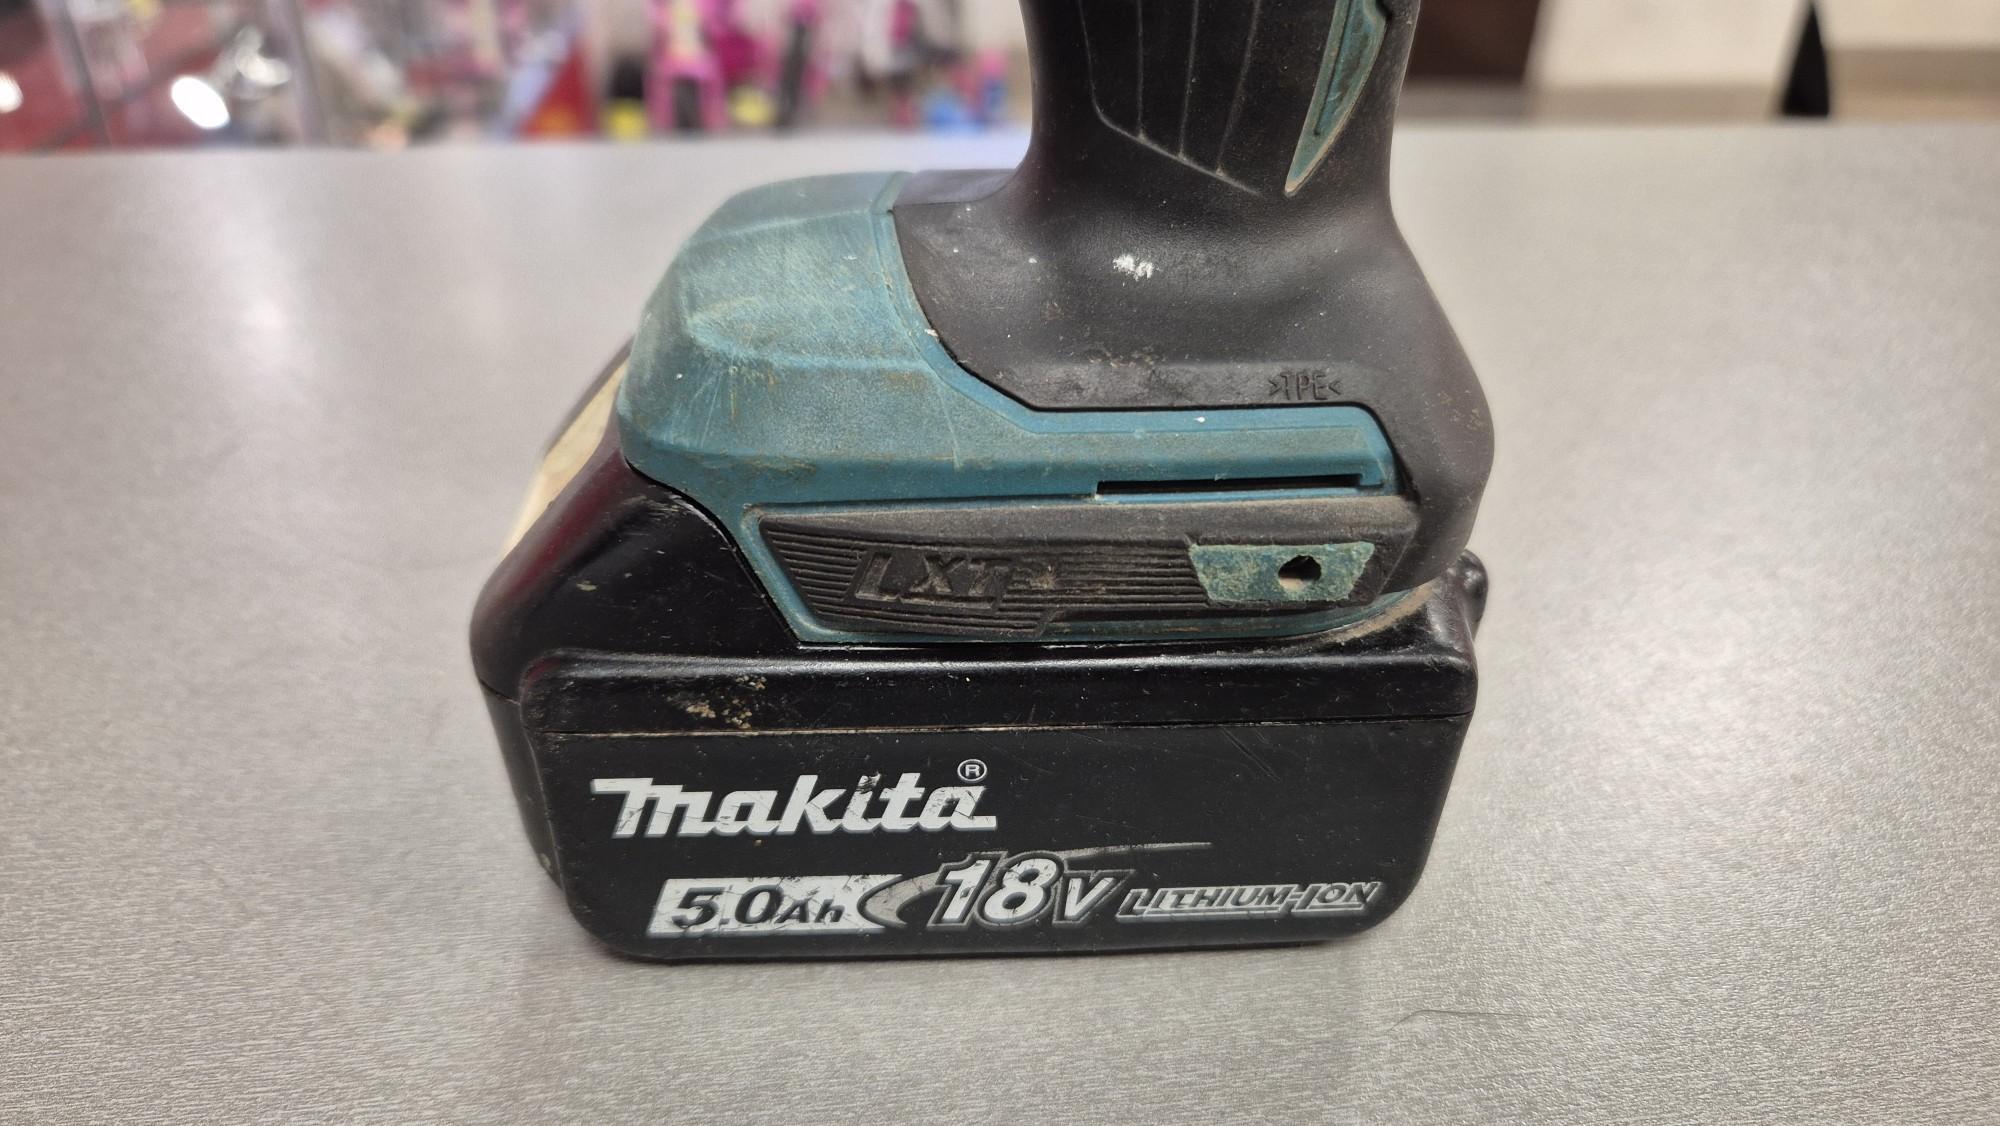 >TPE<
LXT
makita®
5.0Ah 18V LITHIUM-ION